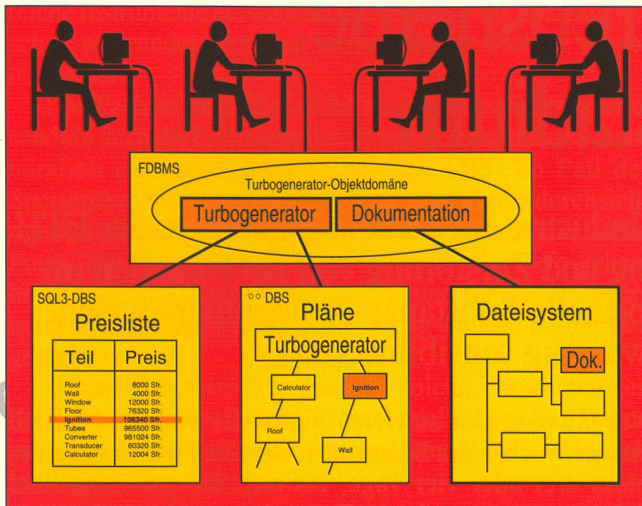 FDBMS
Turbogenerator-Objektdomäne
Turbogenerator
Dokumentation
SQL3-DBS
Preisliste
Teil Preis
Roof 8000 Sfr.
Wall 4000 Sfr.
Window 12000 Sfr.
Floor 76320 Sfr.
Ignition 106340 Sfr.
Tubes 965500 Sfr.
Converter 981024 Sfr.
Transducer 60320 Sfr.
Calculator 12004 Sfr.
oo DBS
Pläne
Turbogenerator
Calculator
Ignition
Roof
Wall
Dateisystem
Dok.